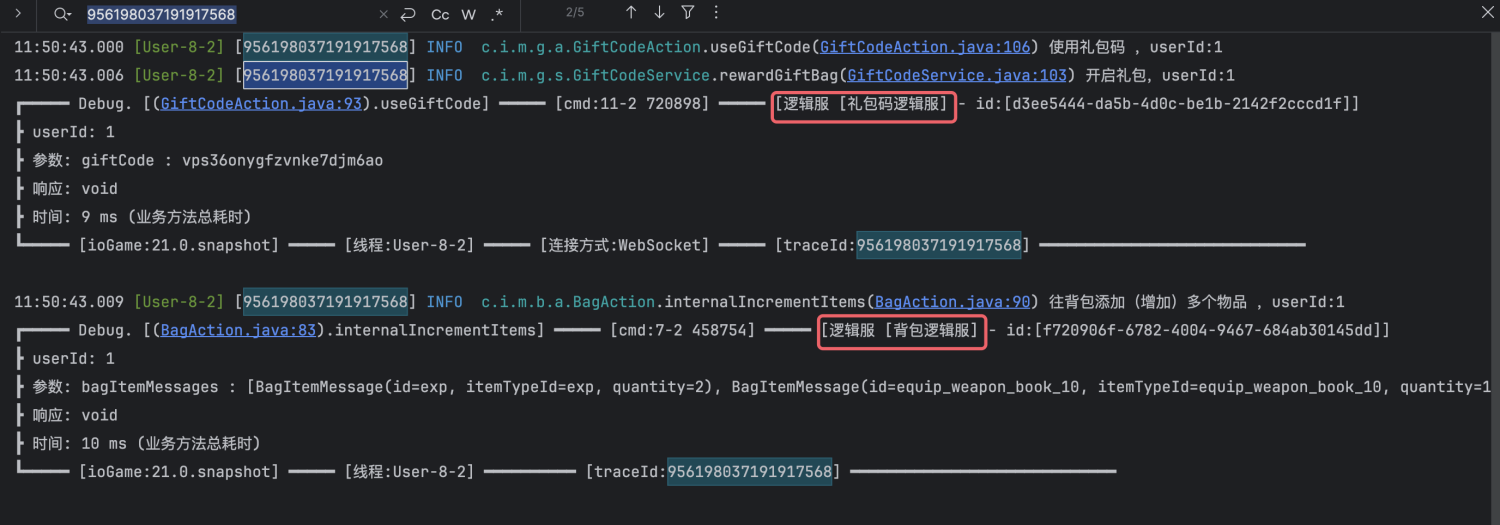 956198037191917568 Cc W .* 2/5
11:50:43.000 [User-8-2] [956198037191917568] INFO c.i.m.g.a.GiftCodeAction.useGiftCode(GiftCodeAction.java:106) 使用礼包码 , userId:1
11:50:43.006 [User-8-2] [956198037191917568] INFO c.i.m.g.s.GiftCodeService.rewardGiftBag(GiftCodeService.java:103) 开启礼包, userId:1
┏━━━━━ Debug. [(GiftCodeAction.java:93).useGiftCode] ━━━━━ [cmd:11-2 720898] ━━━━━ [逻辑服 [礼包码逻辑服] - id:[d3ee5444-da5b-4d0c-be1b-2142f2cccd1f]]
┣ userId: 1
┣ 参数: giftCode : vps36onygfzvnke7djm6ao
┣ 响应: void
┣ 时间: 9 ms (业务方法总耗时)
┗━━━━━ [ioGame:21.0.snapshot] ━━━━━ [线程:User-8-2] ━━━━━ [连接方式:WebSocket] ━━━━━ [traceId:956198037191917568] ━━━━━━━━━━━━━━━━━━━━━━━━━━━━━
11:50:43.009 [User-8-2] [956198037191917568] INFO c.i.m.b.a.BagAction.internalIncrementItems(BagAction.java:90) 往背包添加（增加）多个物品 , userId:1
┏━━━━━ Debug. [(BagAction.java:83).internalIncrementItems] ━━━━━ [cmd:7-2 458754] ━━━━━ [逻辑服 [背包逻辑服] - id:[f720906f-6782-4004-9467-684ab30145dd]]
┣ userId: 1
┣ 参数: bagItemMessages : [BagItemMessage(id=exp, itemTypeId=exp, quantity=2), BagItemMessage(id=equip_weapon_book_10, itemTypeId=equip_weapon_book_10, quantity=1
┣ 响应: void
┣ 时间: 10 ms (业务方法总耗时)
┗━━━━━ [ioGame:21.0.snapshot] ━━━━━ [线程:User-8-2] ━━━━━━━━━━ [traceId:956198037191917568] ━━━━━━━━━━━━━━━━━━━━━━━━━━━━━